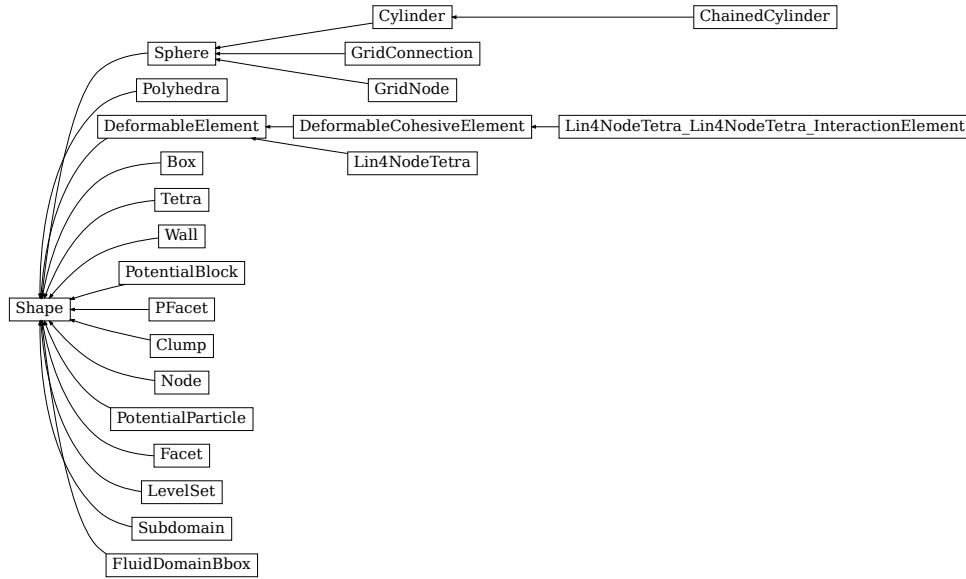 Cylinder
ChainedCylinder
Sphere
GridConnection
GridNode
Polyhedra
DeformableElement
DeformableCohesiveElement
Lin4NodeTetra_Lin4NodeTetra_InteractionElement
Lin4NodeTetra
Box
Tetra
Wall
PotentialBlock
Shape
PFacet
Clump
Node
PotentialParticle
Facet
LevelSet
Subdomain
FluidDomainBbox